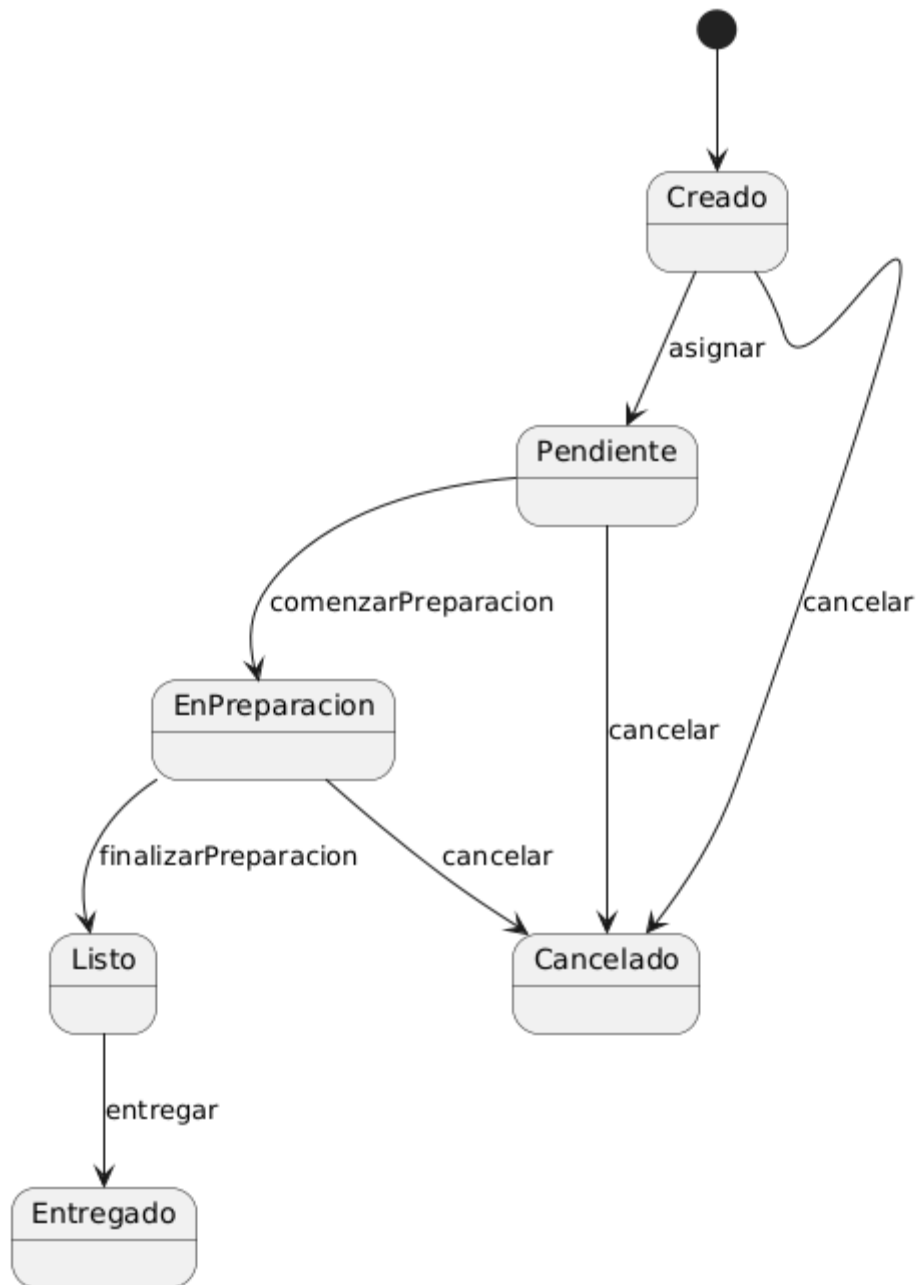 Creado
asignar
Pendiente
comenzarPreparacion
cancelar
EnPreparacion
cancelar
finalizarPreparacion
cancelar
Listo
Cancelado
entregar
Entregado